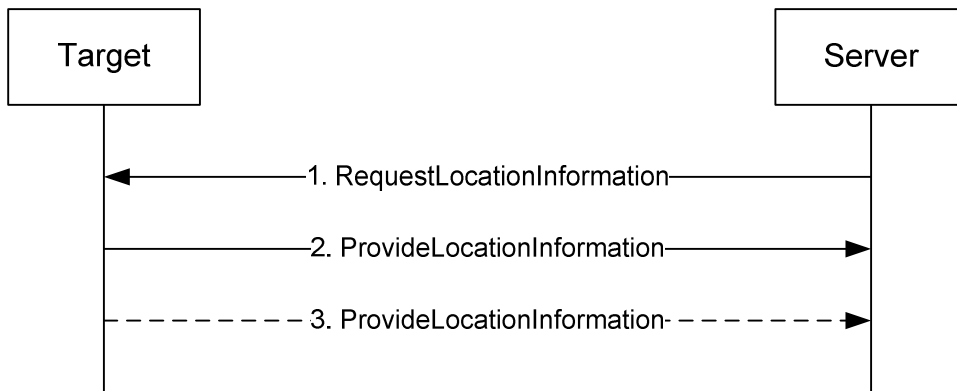 Target
Server
1. RequestLocationInformation
2. ProvideLocationInformation
3. ProvideLocationInformation